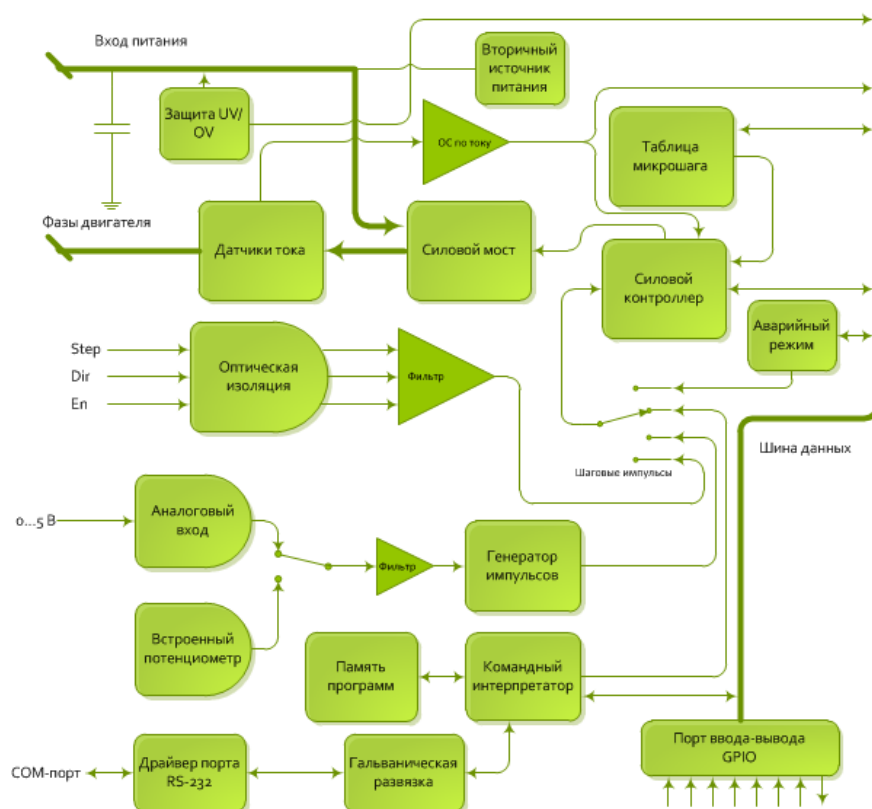 Вход питания
Вторичный
источник
питания
Защита UV/
OV
ОС по току
Таблица
микрошага
Фазы двигателя
Датчики тока
Силовой мост
Силовой
контроллер
Аварийный
режим
Step
Dir
En
Оптическая
изоляция
Фильтр
Шина данных
Шаговые импульсы
0...5 В
Аналоговый
вход
Фильтр
Генератор
импульсов
Встроенный
потенциометр
Память
программ
Командный
интерпретатор
Порт ввода-вывода
GPIO
COM-порт
Драйвер порта
RS-232
Гальваническая
развязка